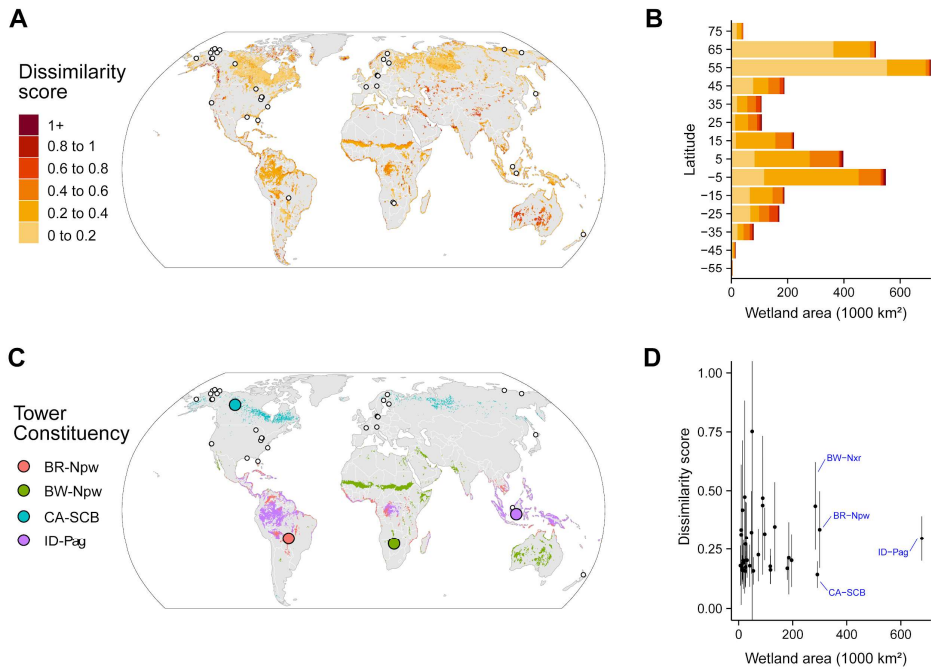 A
Dissimilarity
score
1+
0.8 to 1
0.6 to 0.8
0.4 to 0.6
0.2 to 0.4
0 to 0.2
B
Latitude
75
65
55
45
35
25
15
5
−5
−15
−25
−35
−45
−55
0 200 400 600
Wetland area (1000 km²)
C
Tower
Constituency
BR-Npw
BW-Npw
CA-SCB
ID-Pag
D
Dissimilarity score
1.00
0.75
0.50
0.25
0.00
BW−Nxr
BR−Npw
ID−Pag
CA−SCB
0 200 400 600
Wetland area (1000 km²)